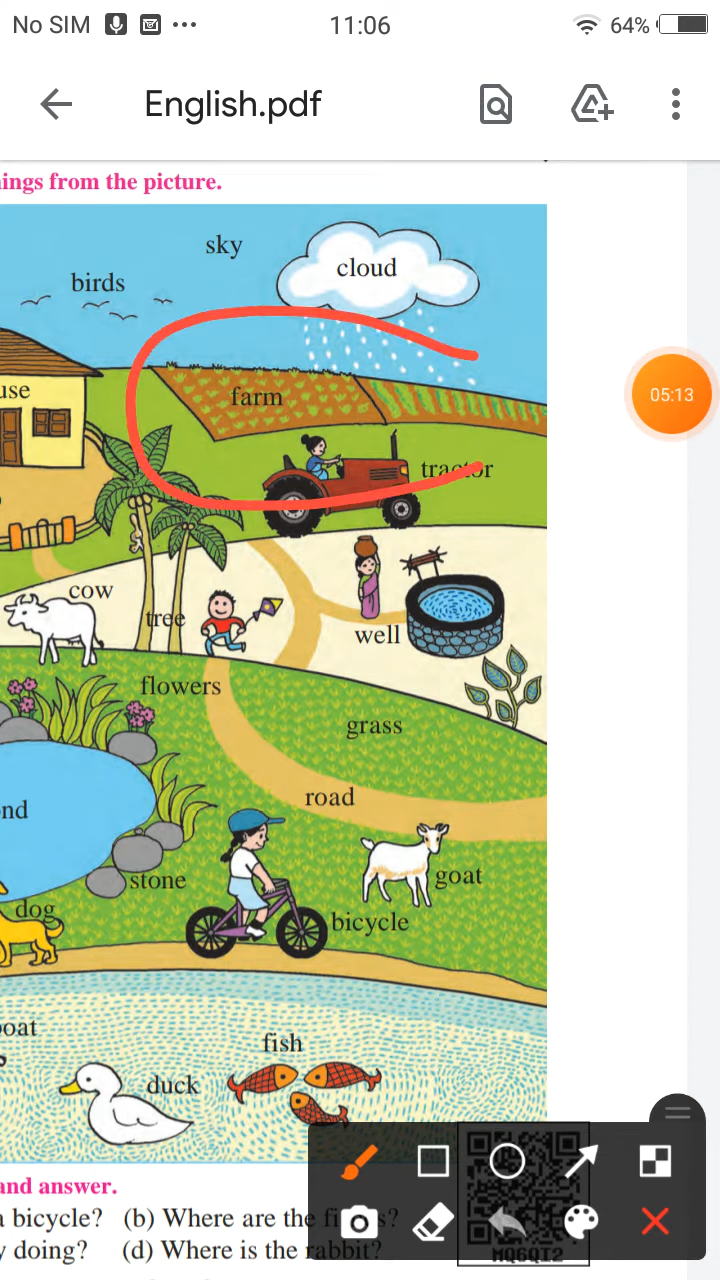 No SIM 11:06 64%
English.pdf
ings from the picture.
sky
cloud
birds
05:13
use
farm
tractor
cow
tree
well
flowers
grass
road
nd
stone
goat
dog
bicycle
oat
fish
duck
and answer.
a bicycle? (b) Where are the ?
y doing? (d) Where is the rabbit?
MQ6QI2